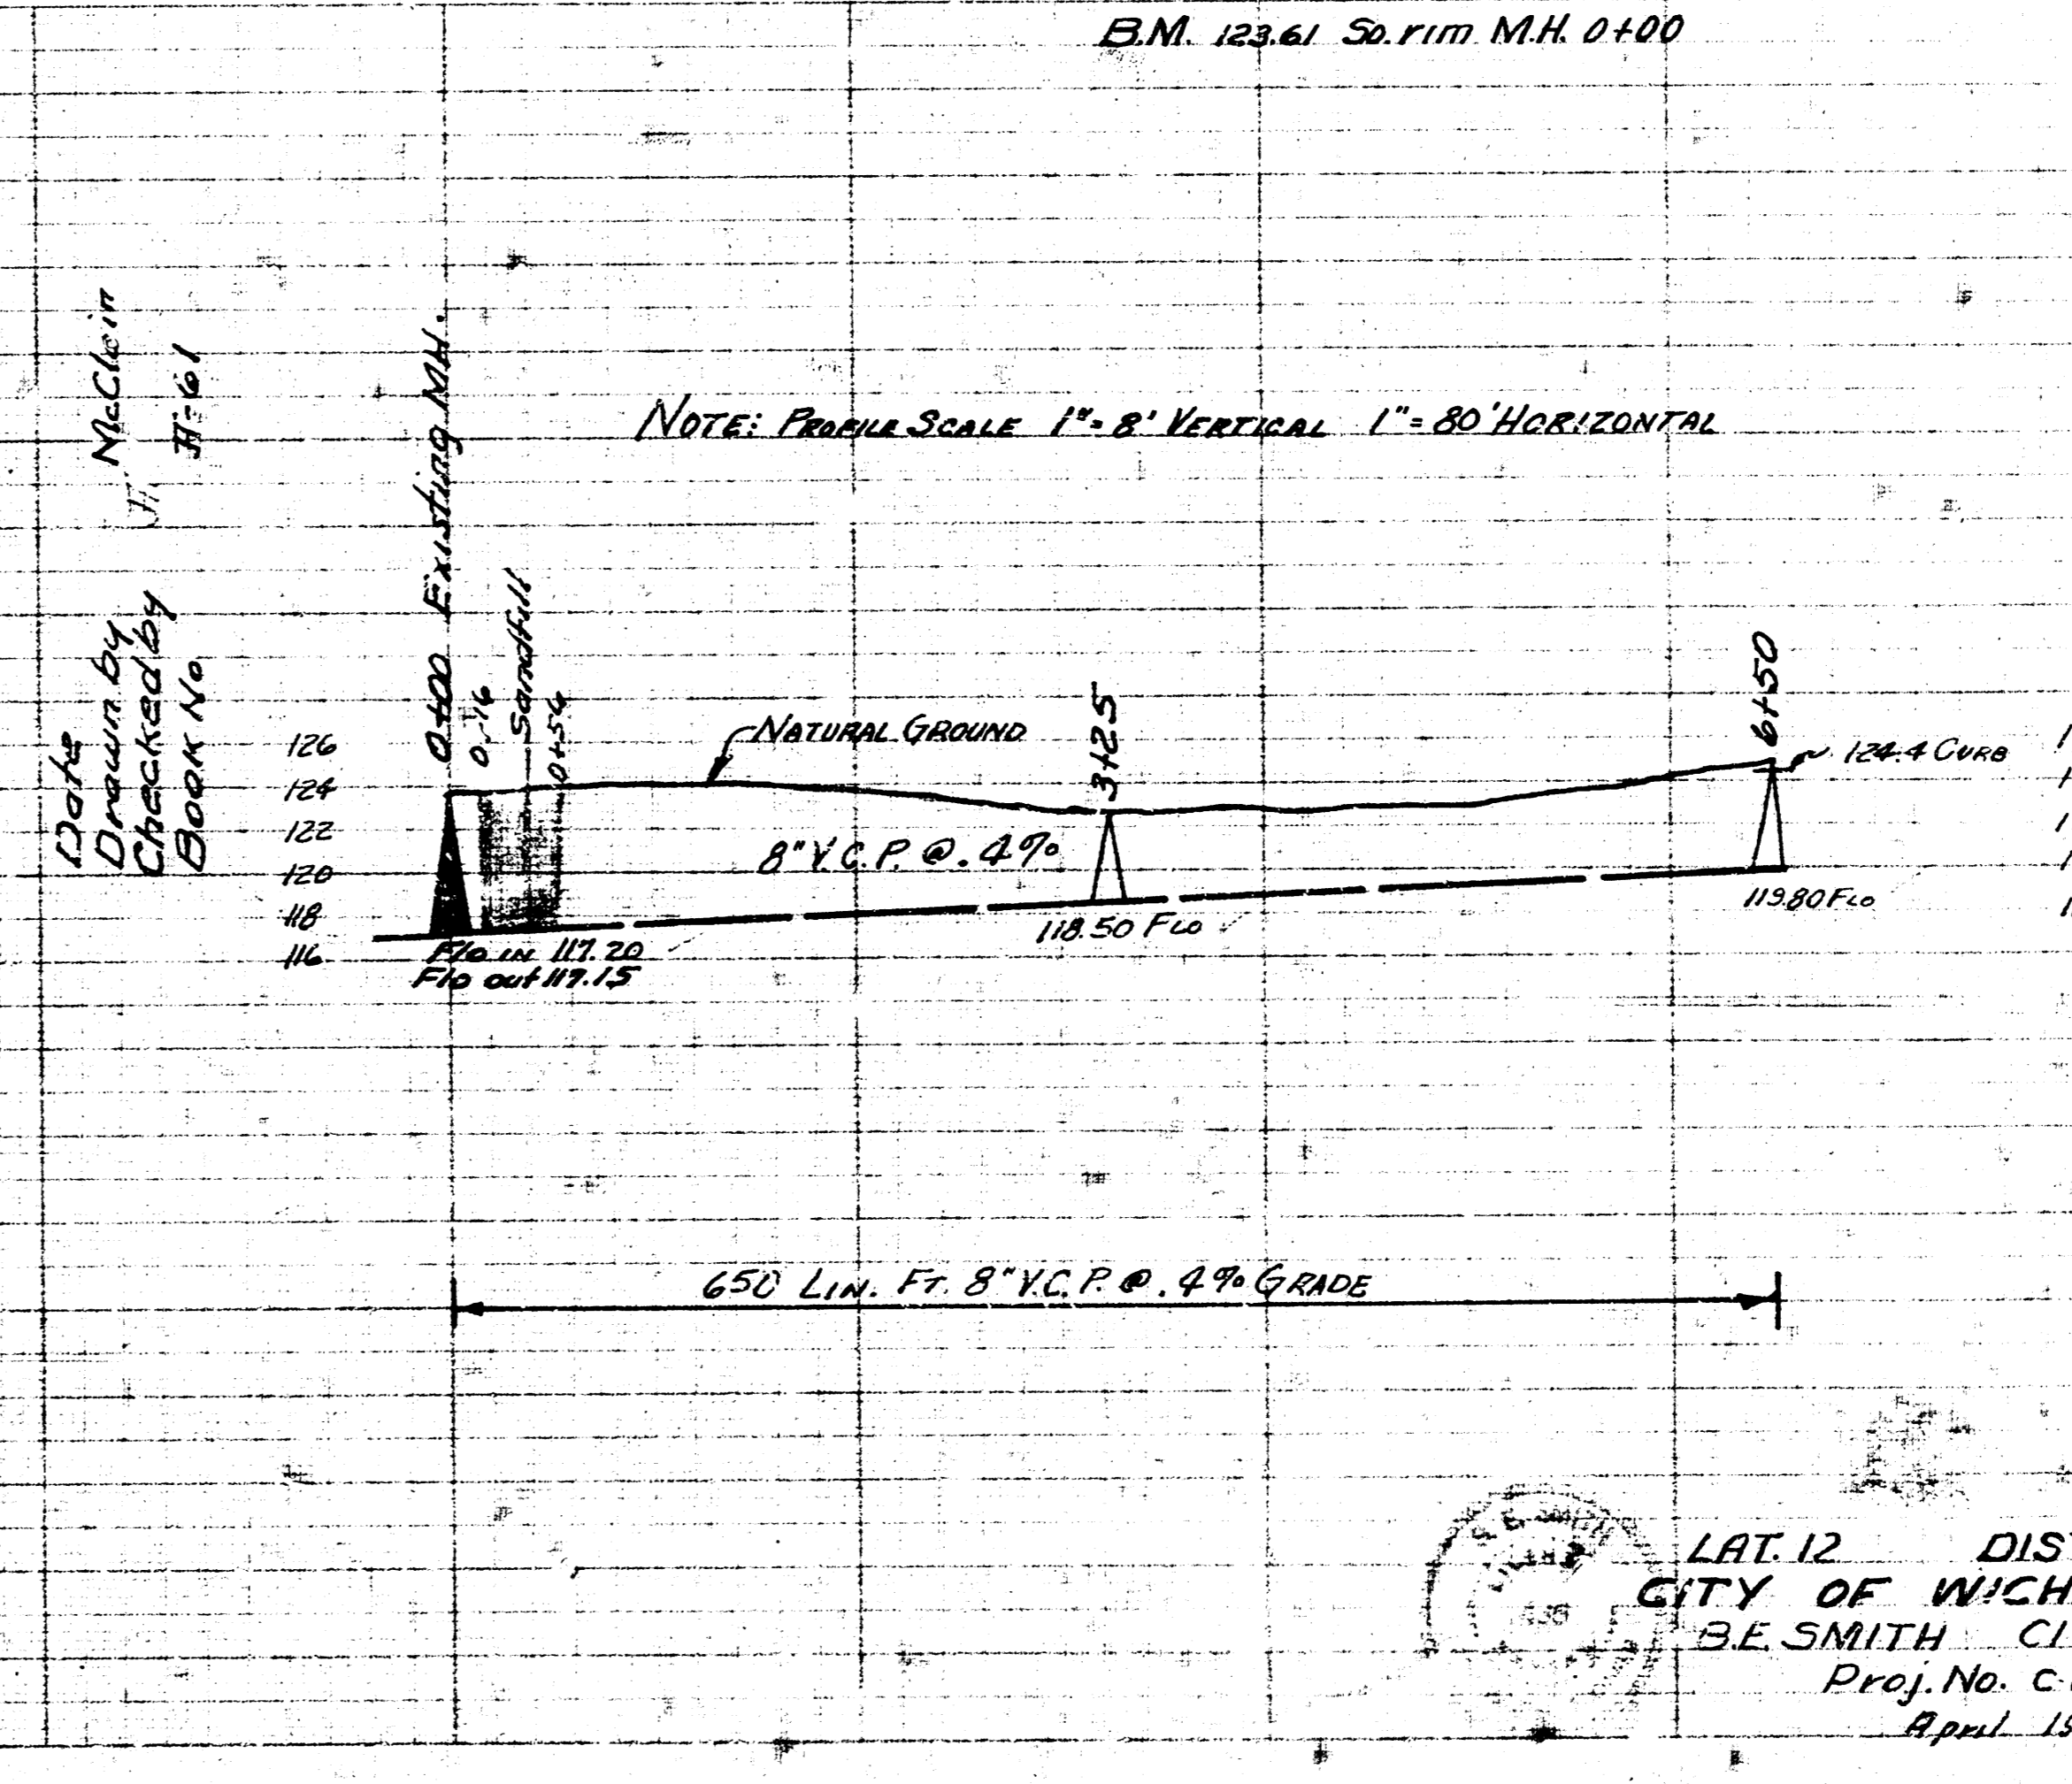 B.M. 123.61 So. rim M.H. 0+00
NOTE: PROFILE SCALE 1"= 8' VERTICAL 1"= 80' HORIZONTAL
Date
Drawn by McClain
Checked by
Book No
0+00 Existing M.H.
Sandfill
0+54
3+25
6+50
NATURAL GROUND
124.4 CURB
126
124
122
120
118
116
8" V.C.P. @ .4%
Flo in 117.20
Flo out 117.15
118.50 FLO
119.80 FLO
650 LIN. FT. 8" V.C.P. @ .4% GRADE
LAT. 12 DIS
CITY OF WICH
B.E. SMITH CI
Proj. No. C
April 19